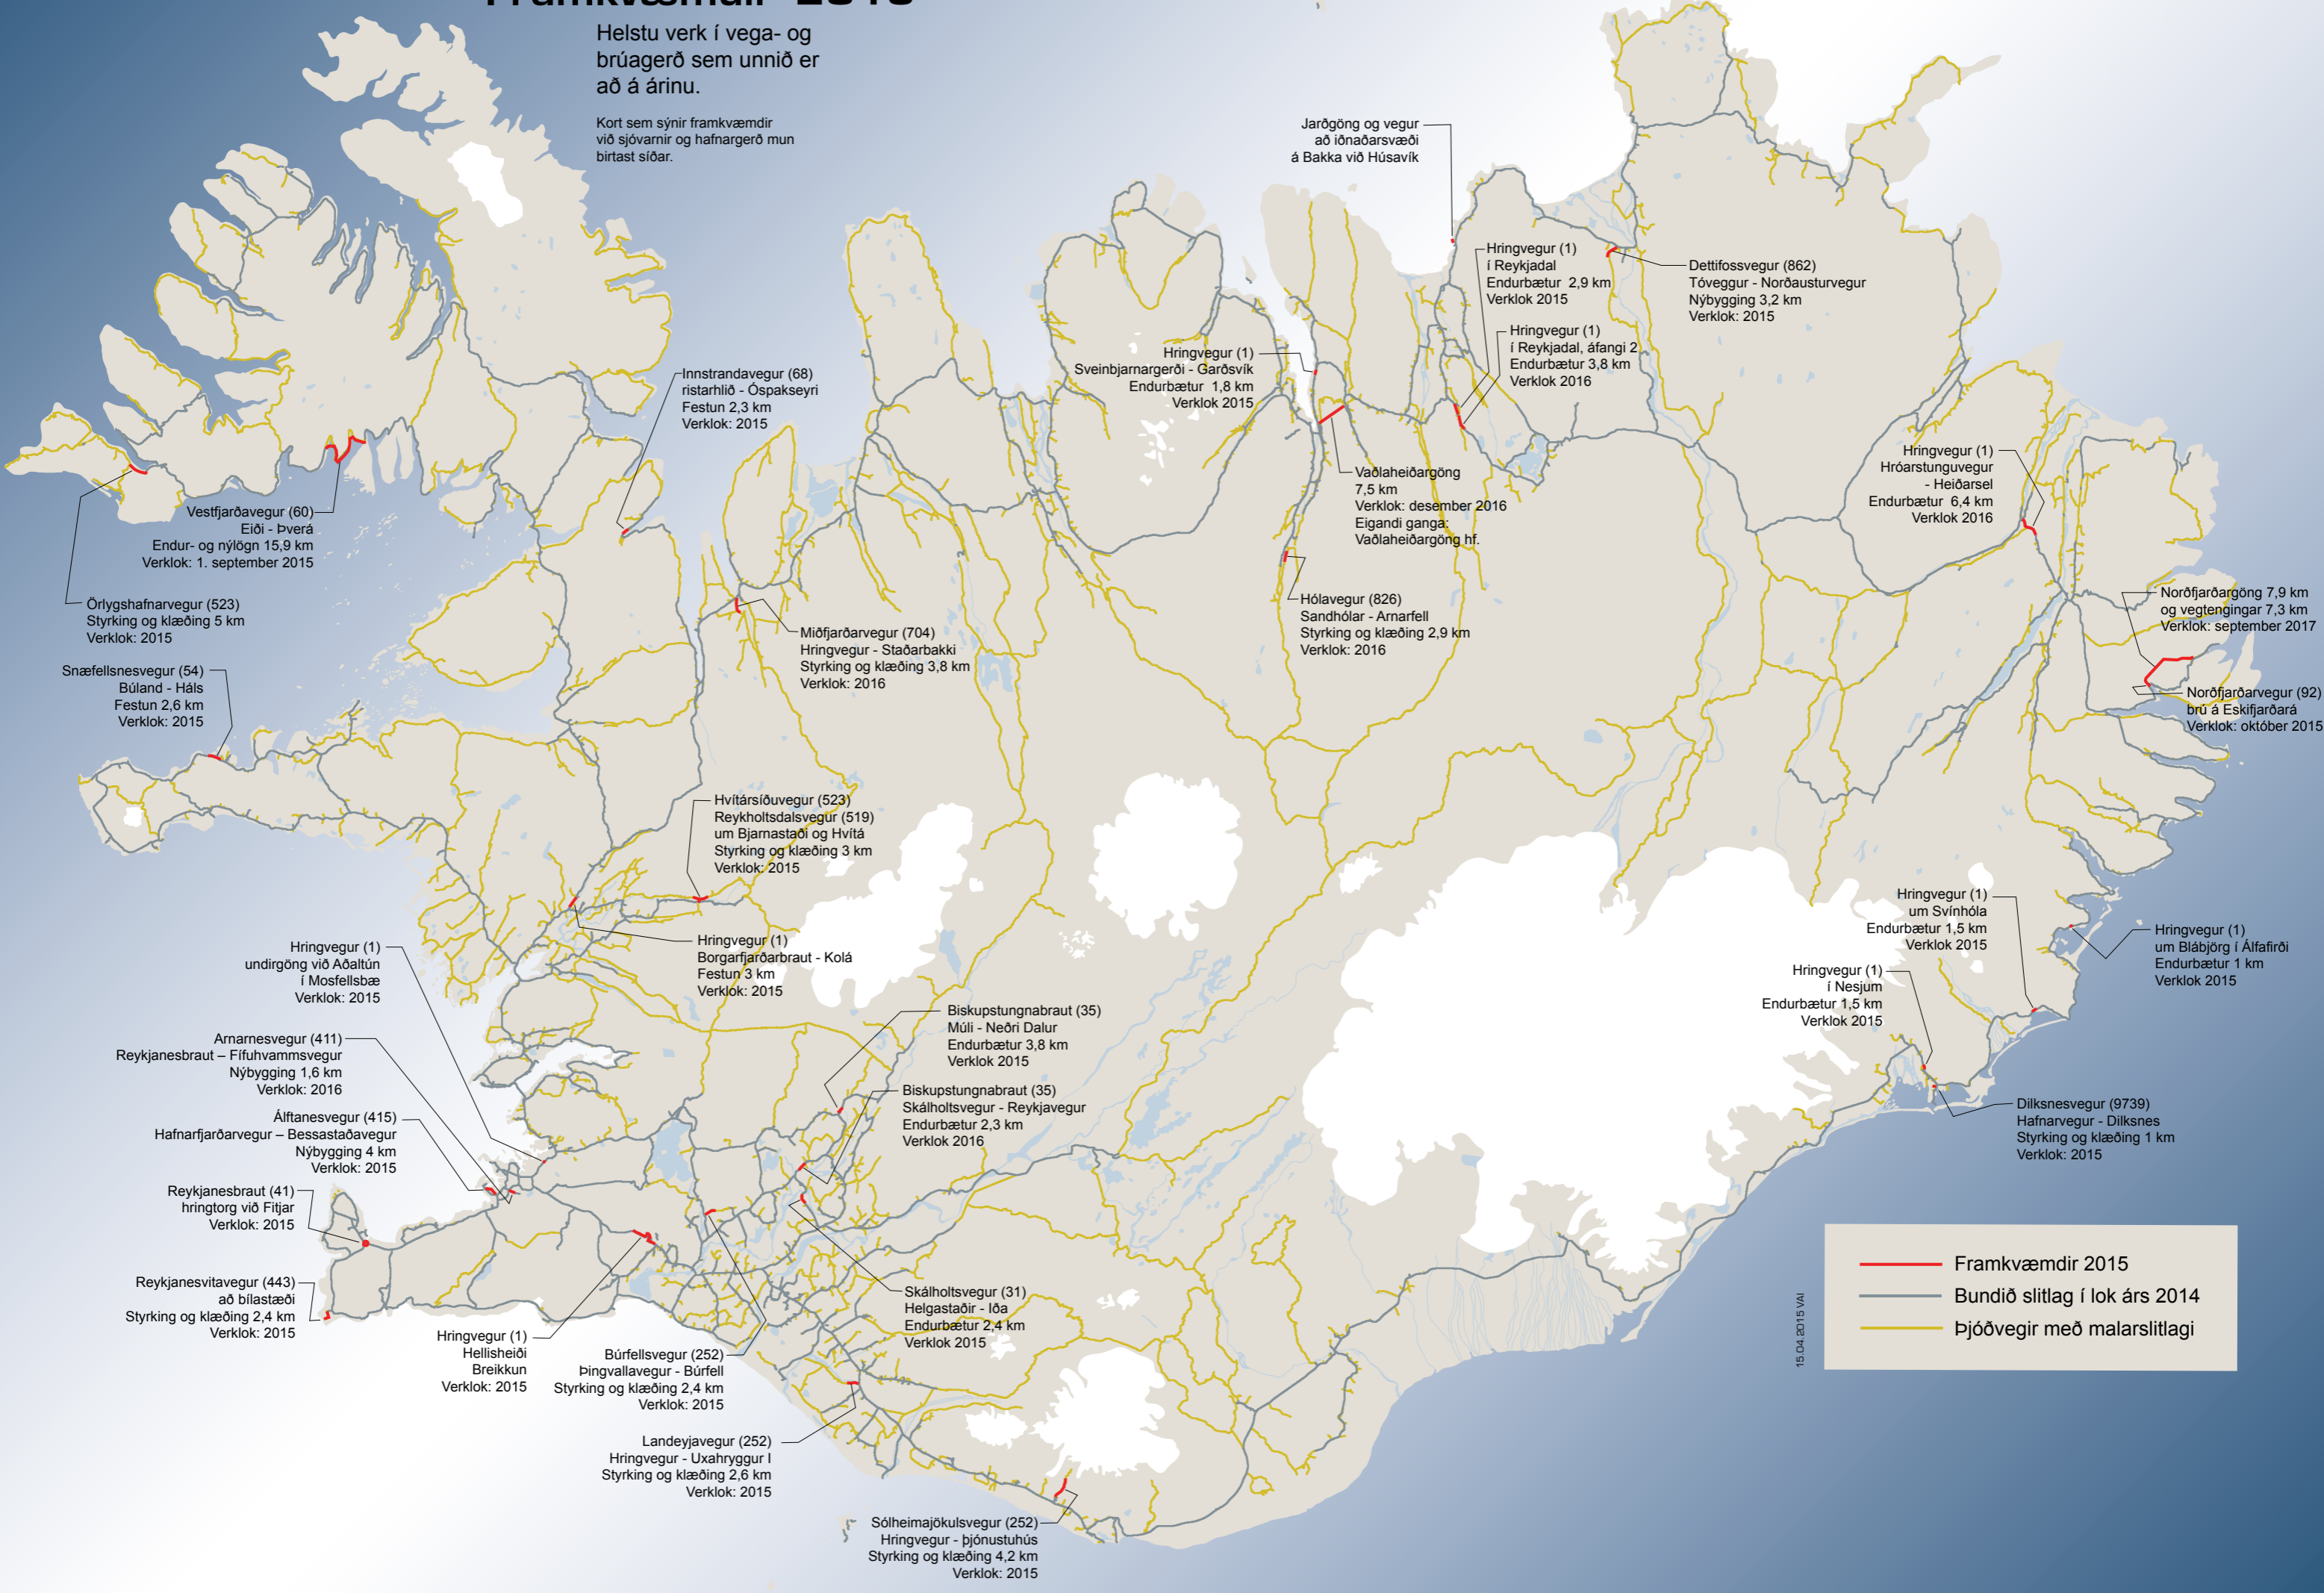 Framkvæmdir 2015
Helstu verk í vega- og
brúagerð sem unnið er
að á árinu.
Kort sem sýnir framkvæmdir
við sjóvarnir og hafnargerð mun
birtast síðar.
Jarðgöng og vegur
að iðnaðarsvæði
á Bakka við Húsavík
Hringvegur (1)
í Reykjadal
Endurbætur 2,9 km
Verklok 2015
Dettifossvegur (862)
Tóveggur - Norðausturvegur
Nýbygging 3,2 km
Verklok: 2015
Hringvegur (1)
í Reykjadal, áfangi 2
Endurbætur 3,8 km
Verklok 2016
Hringvegur (1)
Sveinbjarnargerði - Garðsvík
Endurbætur 1,8 km
Verklok 2015
Innstrandavegur (68)
ristarhlið - Óspakseyri
Festun 2,3 km
Verklok: 2015
Vaðlaheiðargöng
7,5 km
Verklok: desember 2016
Eigandi ganga:
Vaðlaheiðargöng hf.
Hringvegur (1)
Hróarstunguvegur
- Heiðarsel
Endurbætur 6,4 km
Verklok 2016
Vestfjarðavegur (60)
Eiði - Þverá
Endur- og nýlögn 15,9 km
Verklok: 1. september 2015
Örlygshafnarvegur (523)
Styrking og klæðing 5 km
Verklok: 2015
Hólavegur (826)
Sandhólar - Arnarfell
Styrking og klæðing 2,9 km
Verklok: 2016
Norðfjarðargöng 7,9 km
og vegtengingar 7,3 km
Verklok: september 2017
Miðfjarðarvegur (704)
Hringvegur - Staðarbakki
Styrking og klæðing 3,8 km
Verklok: 2016
Snæfellsnesvegur (54)
Búland - Háls
Festun 2,6 km
Verklok: 2015
Norðfjarðarvegur (92)
brú á Eskifjarðará
Verklok: október 2015
Hvítársíðuvegur (523)
Reykholtsdalsvegur (519)
um Bjarnastaði og Hvítá
Styrking og klæðing 3 km
Verklok: 2015
Hringvegur (1)
um Svínhóla
Endurbætur 1,5 km
Verklok 2015
Hringvegur (1)
um Blábjörg í Álfafirði
Endurbætur 1 km
Verklok 2015
Hringvegur (1)
Borgarfjarðarbraut - Kolá
Festun 3 km
Verklok: 2015
Hringvegur (1)
undirgöng við Aðaltún
í Mosfellsbæ
Verklok: 2015
Hringvegur (1)
í Nesjum
Endurbætur 1,5 km
Verklok 2015
Biskupstungnabraut (35)
Múli - Neðri Dalur
Endurbætur 3,8 km
Verklok 2015
Arnarnesvegur (411)
Reykjanesbraut – Fífuhvammsvegur
Nýbygging 1,6 km
Verklok: 2016
Biskupstungnabraut (35)
Skálholtsvegur - Reykjavegur
Endurbætur 2,3 km
Verklok 2016
Dilksnesvegur (9739)
Hafnarvegur - Dilksnes
Styrking og klæðing 1 km
Verklok: 2015
Álftanesvegur (415)
Hafnarfjarðarvegur – Bessastaðavegur
Nýbygging 4 km
Verklok: 2015
Reykjanesbraut (41)
hringtorg við Fitjar
Verklok: 2015
Reykjanesvitavegur (443)
að bílastæði
Styrking og klæðing 2,4 km
Verklok: 2015
Skálholtsvegur (31)
Helgastaðir - Iða
Endurbætur 2,4 km
Verklok 2015
Hringvegur (1)
Hellisheiði
Breikkun
Verklok: 2015
Búrfellsvegur (252)
Þingvallavegur - Búrfell
Styrking og klæðing 2,4 km
Verklok: 2015
Landeyjavegur (252)
Hringvegur - Uxahryggur I
Styrking og klæðing 2,6 km
Verklok: 2015
Sólheimajökulsvegur (252)
Hringvegur - þjónustuhús
Styrking og klæðing 4,2 km
Verklok: 2015
Framkvæmdir 2015
Bundið slitlag í lok árs 2014
Þjóðvegir með malarslitlagi
15.04.2015 VAI